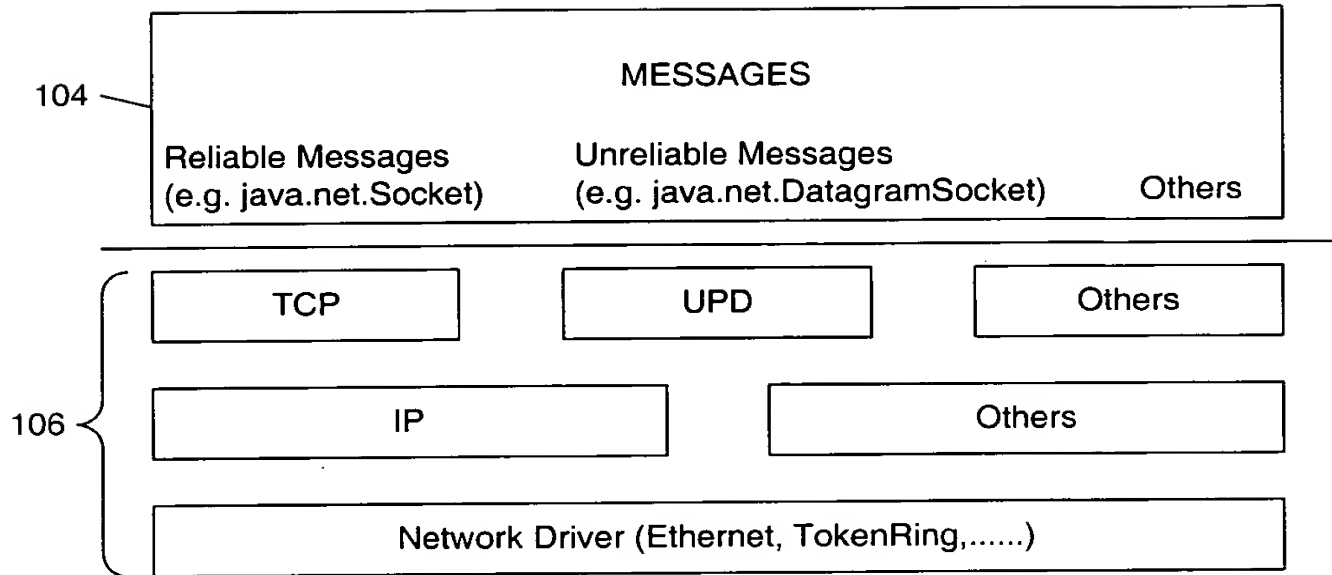 MESSAGES
104
Reliable Messages
(e.g. java.net.Socket)
Unreliable Messages
(e.g. java.net.DatagramSocket)
Others
TCP
UPD
Others
106
IP
Others
Network Driver (Ethernet, TokenRing,......)